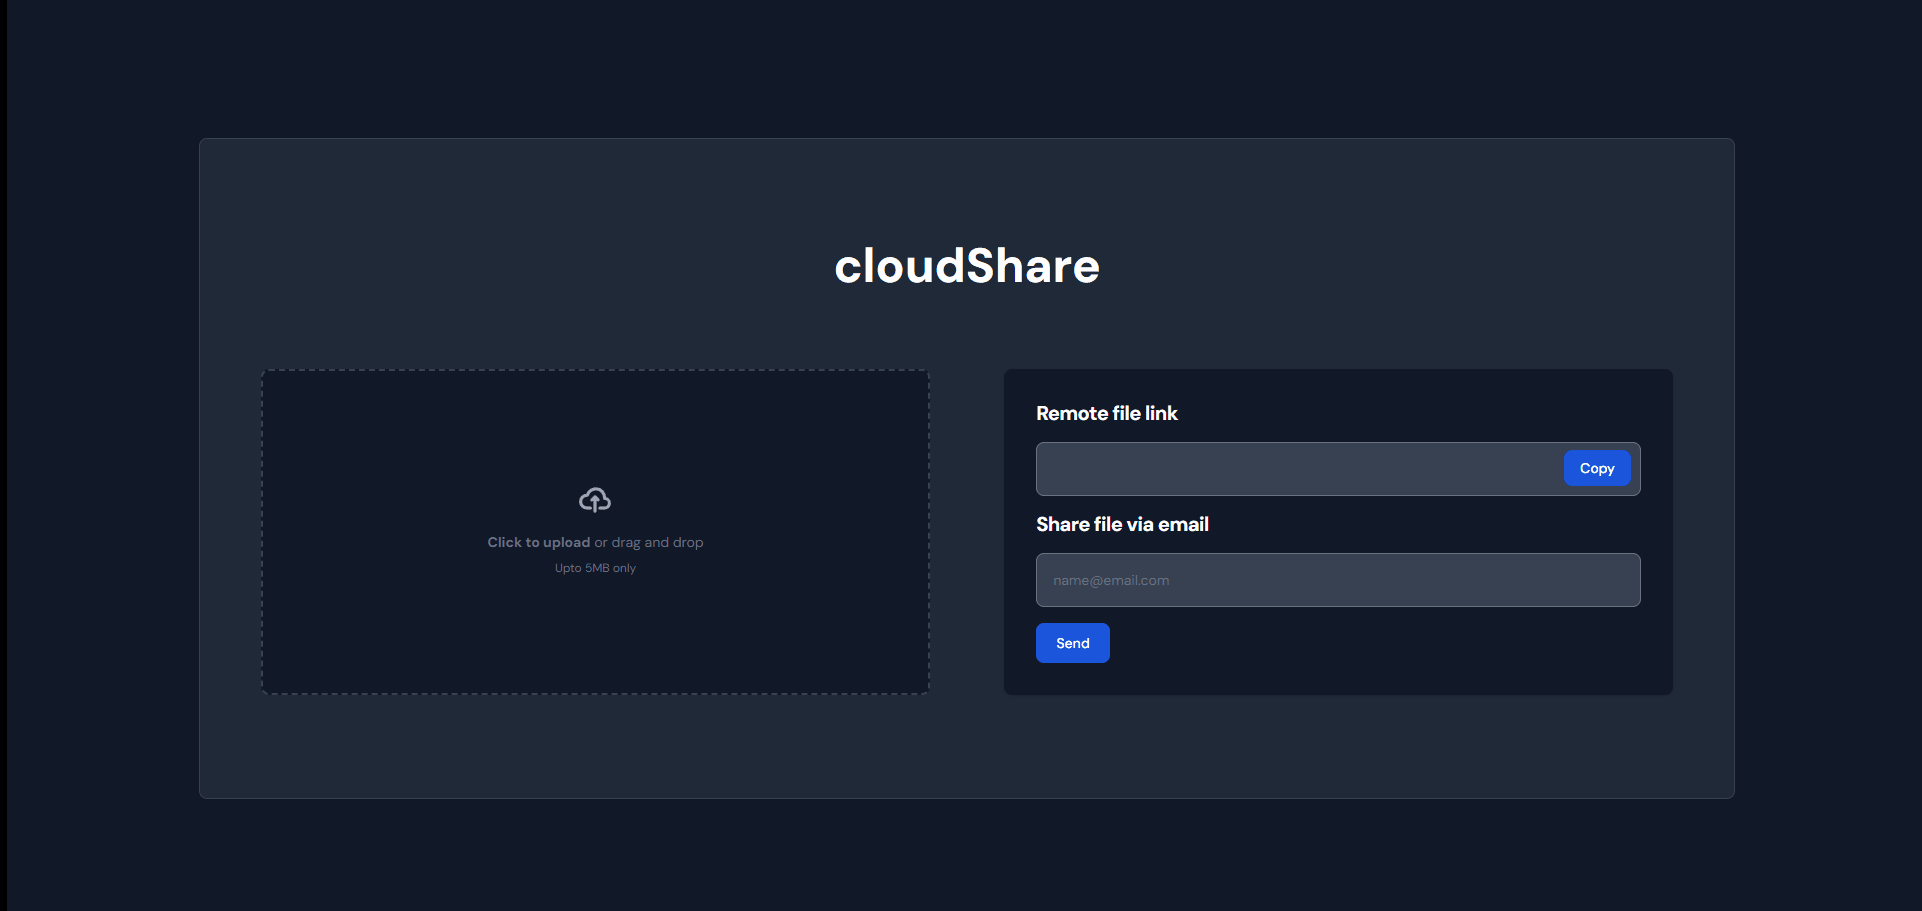 cloudShare
Click to upload or drag and drop
Upto 5MB only
Remote file link
Copy
Share file via email
name@email.com
Send